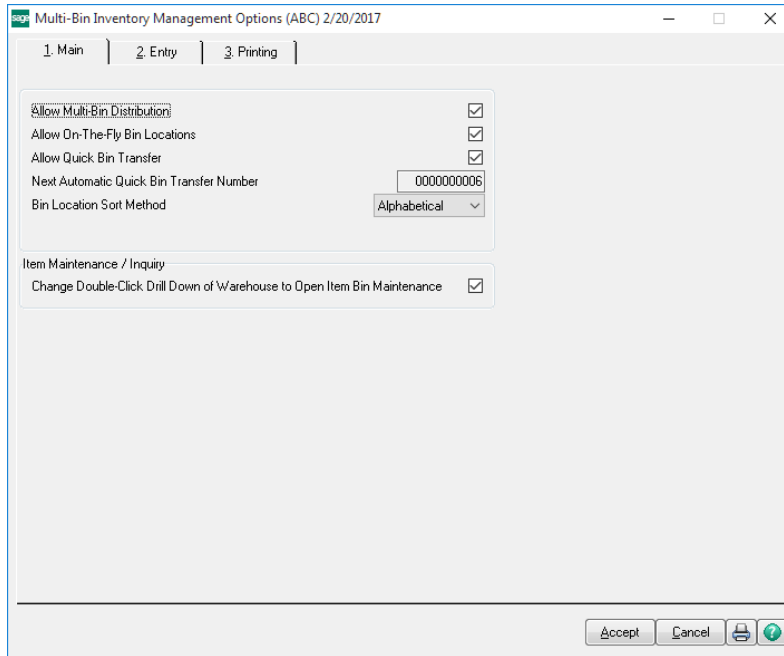 sage Multi-Bin Inventory Management Options (ABC) 2/20/2017
1. Main 2. Entry 3. Printing
Allow Multi-Bin Distribution
Allow On-The-Fly Bin Locations
Allow Quick Bin Transfer
Next Automatic Quick Bin Transfer Number 0000000006
Bin Location Sort Method Alphabetical
Item Maintenance / Inquiry
Change Double-Click Drill Down of Warehouse to Open Item Bin Maintenance
Accept Cancel ?